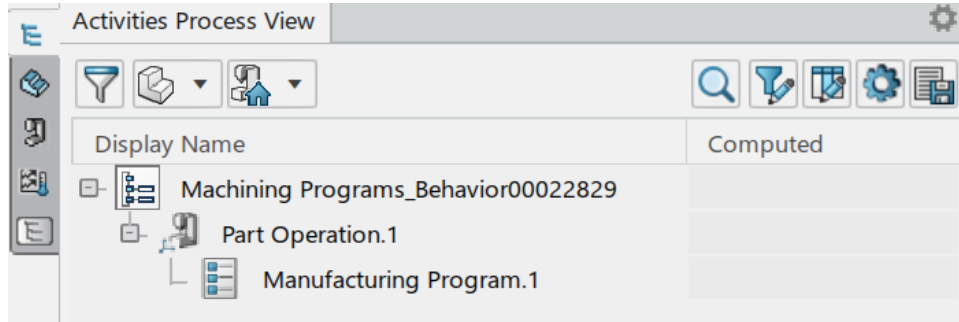 Activities Process View
Display Name Computed
Machining Programs_Behavior00022829
Part Operation.1
Manufacturing Program.1